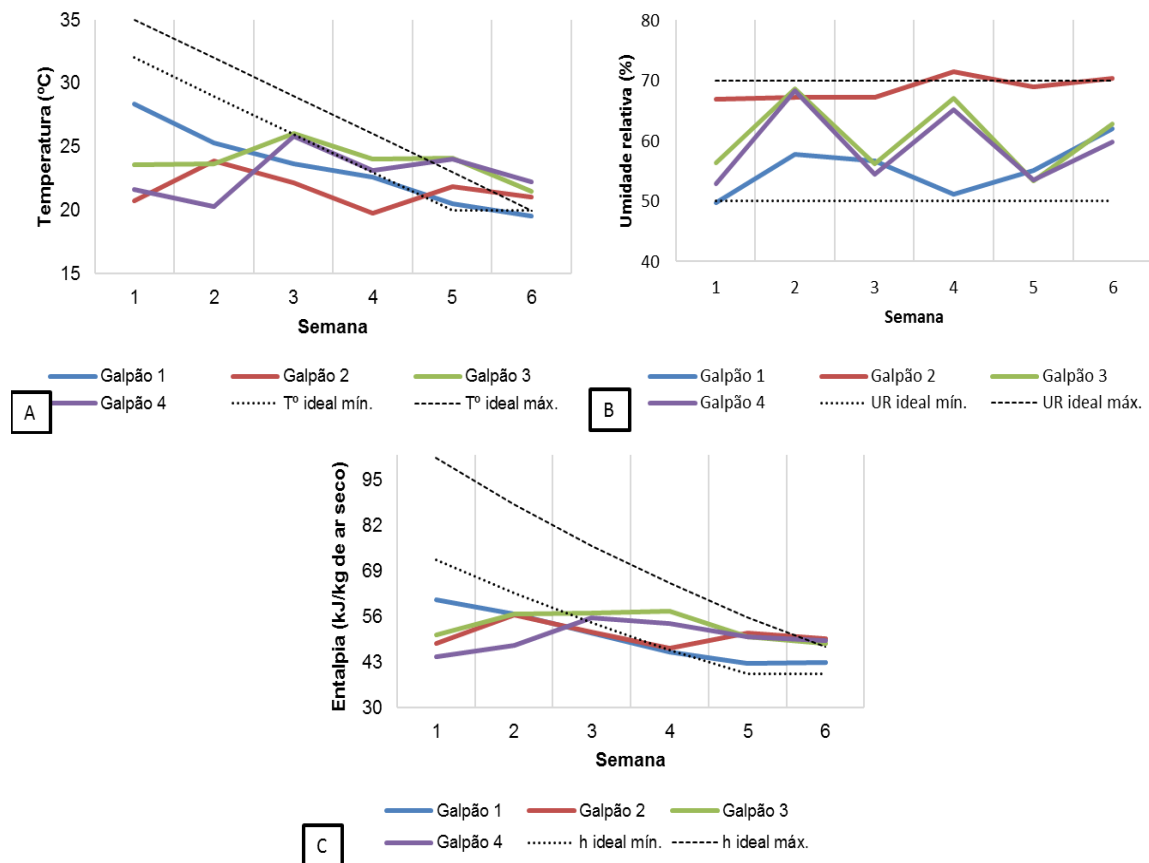 Temperatura (ºC)
35
30
25
20
15
1 2 3 4 5 6
Semana
Galpão 1 Galpão 2 Galpão 3
Galpão 4 Tº ideal mín. Tº ideal máx.
A
Umidade relativa (%)
80
70
60
50
40
1 2 3 4 5 6
Semana
Galpão 1 Galpão 2 Galpão 3
Galpão 4 UR ideal mín. UR ideal máx.
B
Entalpia (kJ/kg de ar seco)
95
82
69
56
43
30
1 2 3 4 5 6
Semana
Galpão 1 Galpão 2 Galpão 3
Galpão 4 h ideal mín. h ideal máx.
C